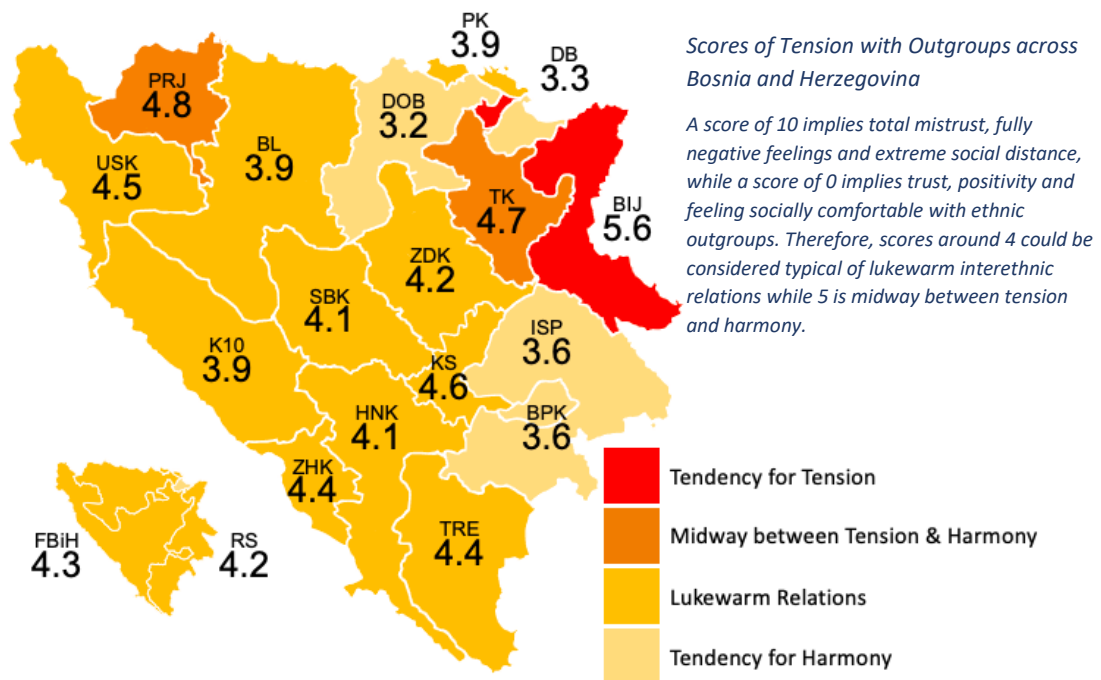 PK
3.9
DB
3.3
Scores of Tension with Outgroups across
Bosnia and Herzegovina
A score of 10 implies total mistrust, fully
negative feelings and extreme social distance,
while a score of 0 implies trust, positivity and
feeling socially comfortable with ethnic
outgroups. Therefore, scores around 4 could be
considered typical of lukewarm interethnic
relations while 5 is midway between tension
and harmony.
PRJ
4.8
DOB
3.2
BL
3.9
USK
4.5
TK
4.7
BIJ
5.6
ZDK
4.2
SBK
4.1
ISP
3.6
K10
3.9
KS
4.6
HNK
4.1
BPK
3.6
ZHK
4.4
TRE
4.4
FBiH
4.3
RS
4.2
Tendency for Tension
Midway between Tension & Harmony
Lukewarm Relations
Tendency for Harmony